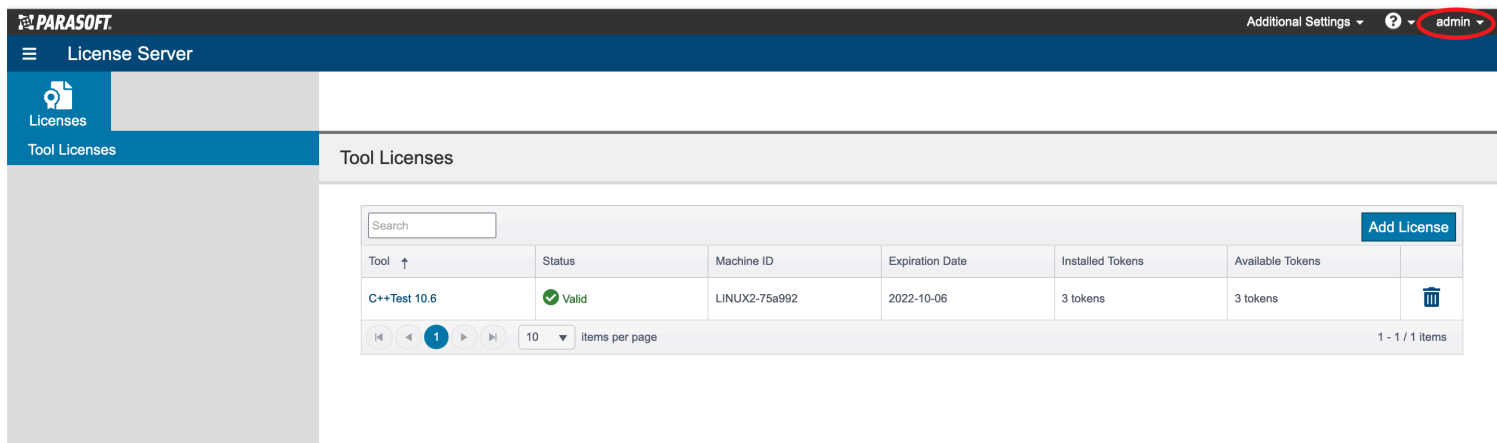 PARASOFT.
Additional Settings ? admin
License Server
Licenses
Tool Licenses
Tool Licenses
Search
Add License
Tool ↑ Status Machine ID Expiration Date Installed Tokens Available Tokens
C++Test 10.6 Valid LINUX2-75a992 2022-10-06 3 tokens 3 tokens
1 10 items per page 1 - 1 / 1 items